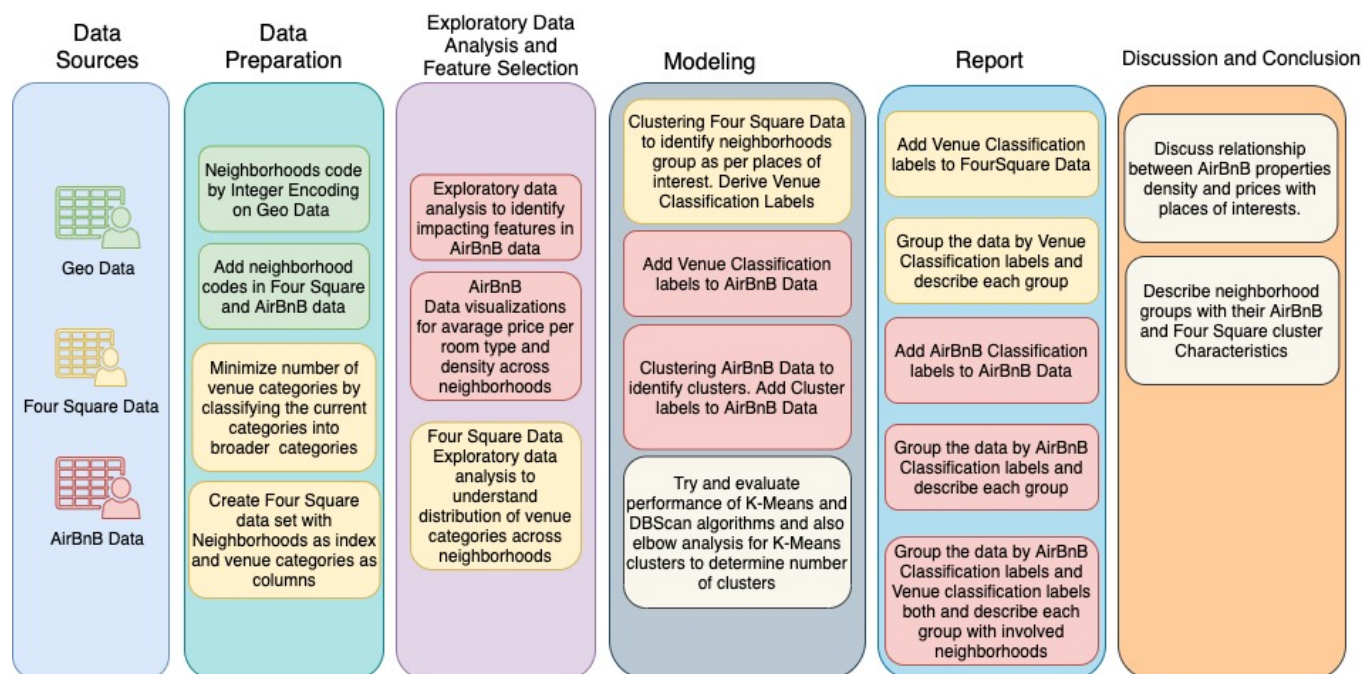 Data
Sources
Geo Data
Four Square Data
AirBnB Data
Data
Preparation
Neighborhoods code
by Integer Encoding
on Geo Data
Add neighborhood
codes in Four Square
and AirBnB data
Minimize number of
venue categories by
classifying the current
categories into
broader categories
Create Four Square
data set with
Neighborhoods as index
and venue categories as
columns
Exploratory Data
Analysis and
Feature Selection
Exploratory data
analysis to identify
impacting features in
AirBnB data
AirBnB
Data visualizations
for avarage price per
room type and
density across
neighborhoods
Four Square Data
Exploratory data
analysis to
understand
distribution of venue
categories across
neighborhoods
Modeling
Clustering Four Square Data
to identify neighborhoods
group as per places of
interest. Derive Venue
Classification Labels
Add Venue Classification
labels to AirBnB Data
Clustering AirBnB Data to
identify clusters. Add Cluster
labels to AirBnB Data
Try and evaluate
performance of K-Means and
DBScan algorithms and also
elbow analysis for K-Means
clusters to determine number
of clusters
Report
Add Venue Classification
labels to FourSquare Data
Group the data by Venue
Classification labels and
describe each group
Add AirBnB Classification
labels to AirBnB Data
Group the data by AirBnB
Classification labels and
describe each group
Group the data by AirBnB
Classification labels and
Venue classification labels
both and describe each
group with involved
neighborhoods
Discussion and Conclusion
Discuss relationship
between AirBnB properties
density and prices with
places of interests.
Describe neighborhood
groups with their AirBnB
and Four Square cluster
Characteristics